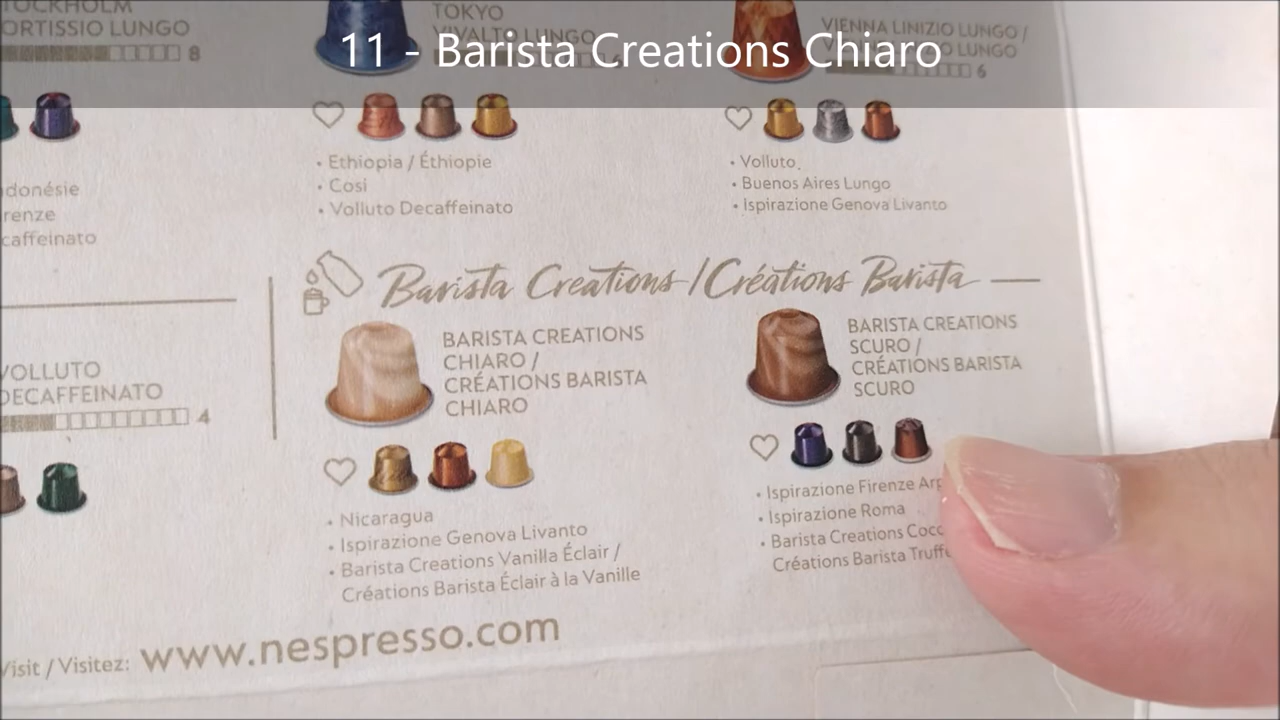 11 - Barista Creations Chiaro
ORTISSIO LUNGO
8
TOKYO
VIVALTO LUNGO
VIENNA LINIZIO LUNGO /
LUNGO
6
• Ethiopia / Éthiopie
• Cosi
• Volluto Decaffeinato
• Volluto
• Buenos Aires Lungo
• Ispirazione Genova Livanto
ndonésie
renze
caffeinato
Barista Creations / Créations Barista
VOLLUTO
DECAFFEINATO
4
BARISTA CREATIONS
CHIARO /
CRÉATIONS BARISTA
CHIARO
• Nicaragua
• Ispirazione Genova Livanto
• Barista Creations Vanilla Éclair /
Créations Barista Éclair à la Vanille
BARISTA CREATIONS
SCURO /
CRÉATIONS BARISTA
SCURO
• Ispirazione Firenze Arp
• Ispirazione Roma
• Barista Creations Coco
Créations Barista Truff
Visit / Visitez: www.nespresso.com